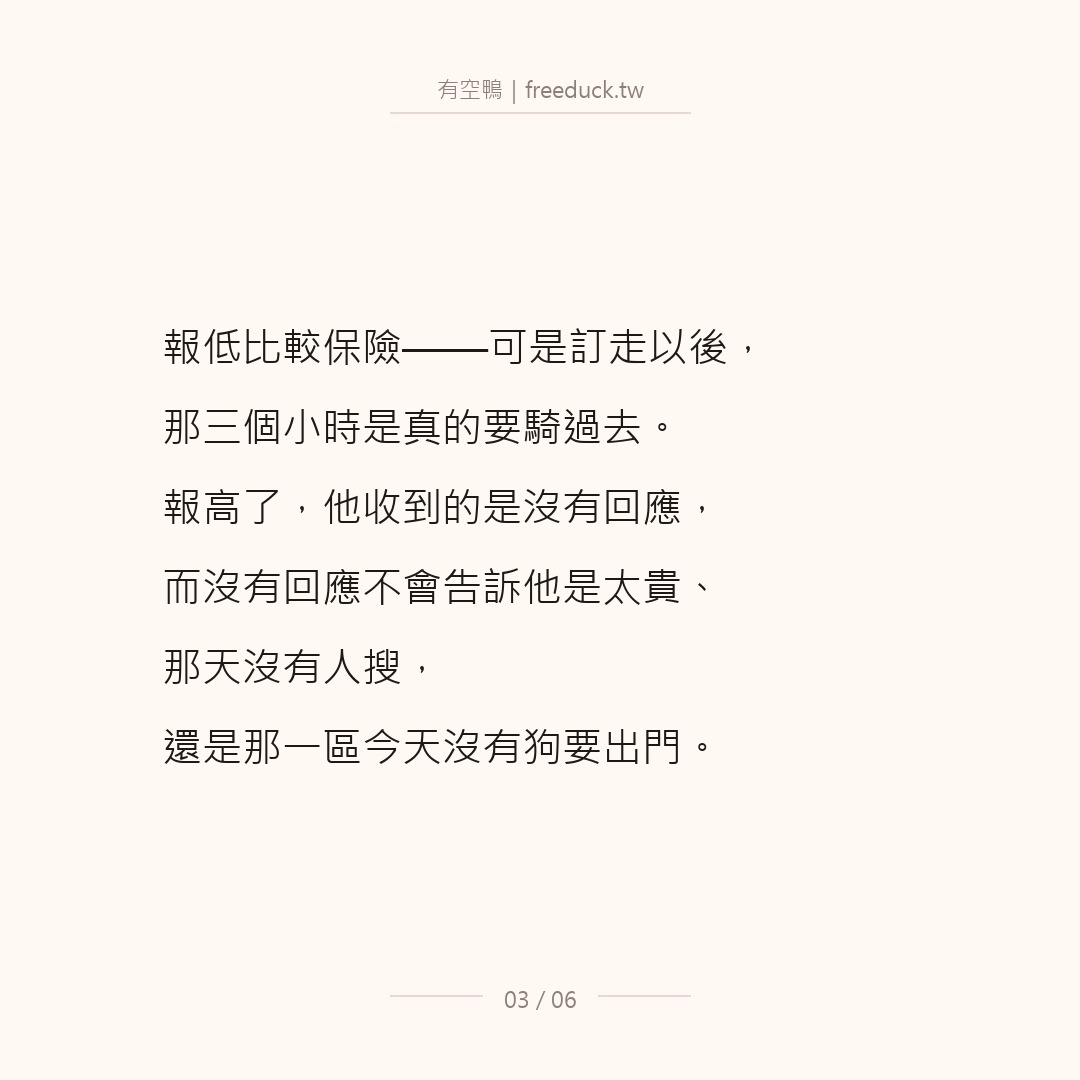 有空鴨｜freeduck.tw
報低比較保險——可是訂走以後，
那三個小時是真的要騎過去。
報高了，他收到的是沒有回應，
而沒有回應不會告訴他是太貴、
那天沒有人搜，
還是那一區今天沒有狗要出門。
03 / 06